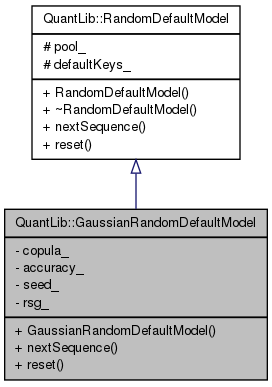 QuantLib::RandomDefaultModel
# pool_
# defaultKeys_
+ RandomDefaultModel()
+ ~RandomDefaultModel()
+ nextSequence()
+ reset()
QuantLib::GaussianRandomDefaultModel
- copula_
- accuracy_
- seed_
- rsg_
+ GaussianRandomDefaultModel()
+ nextSequence()
+ reset()